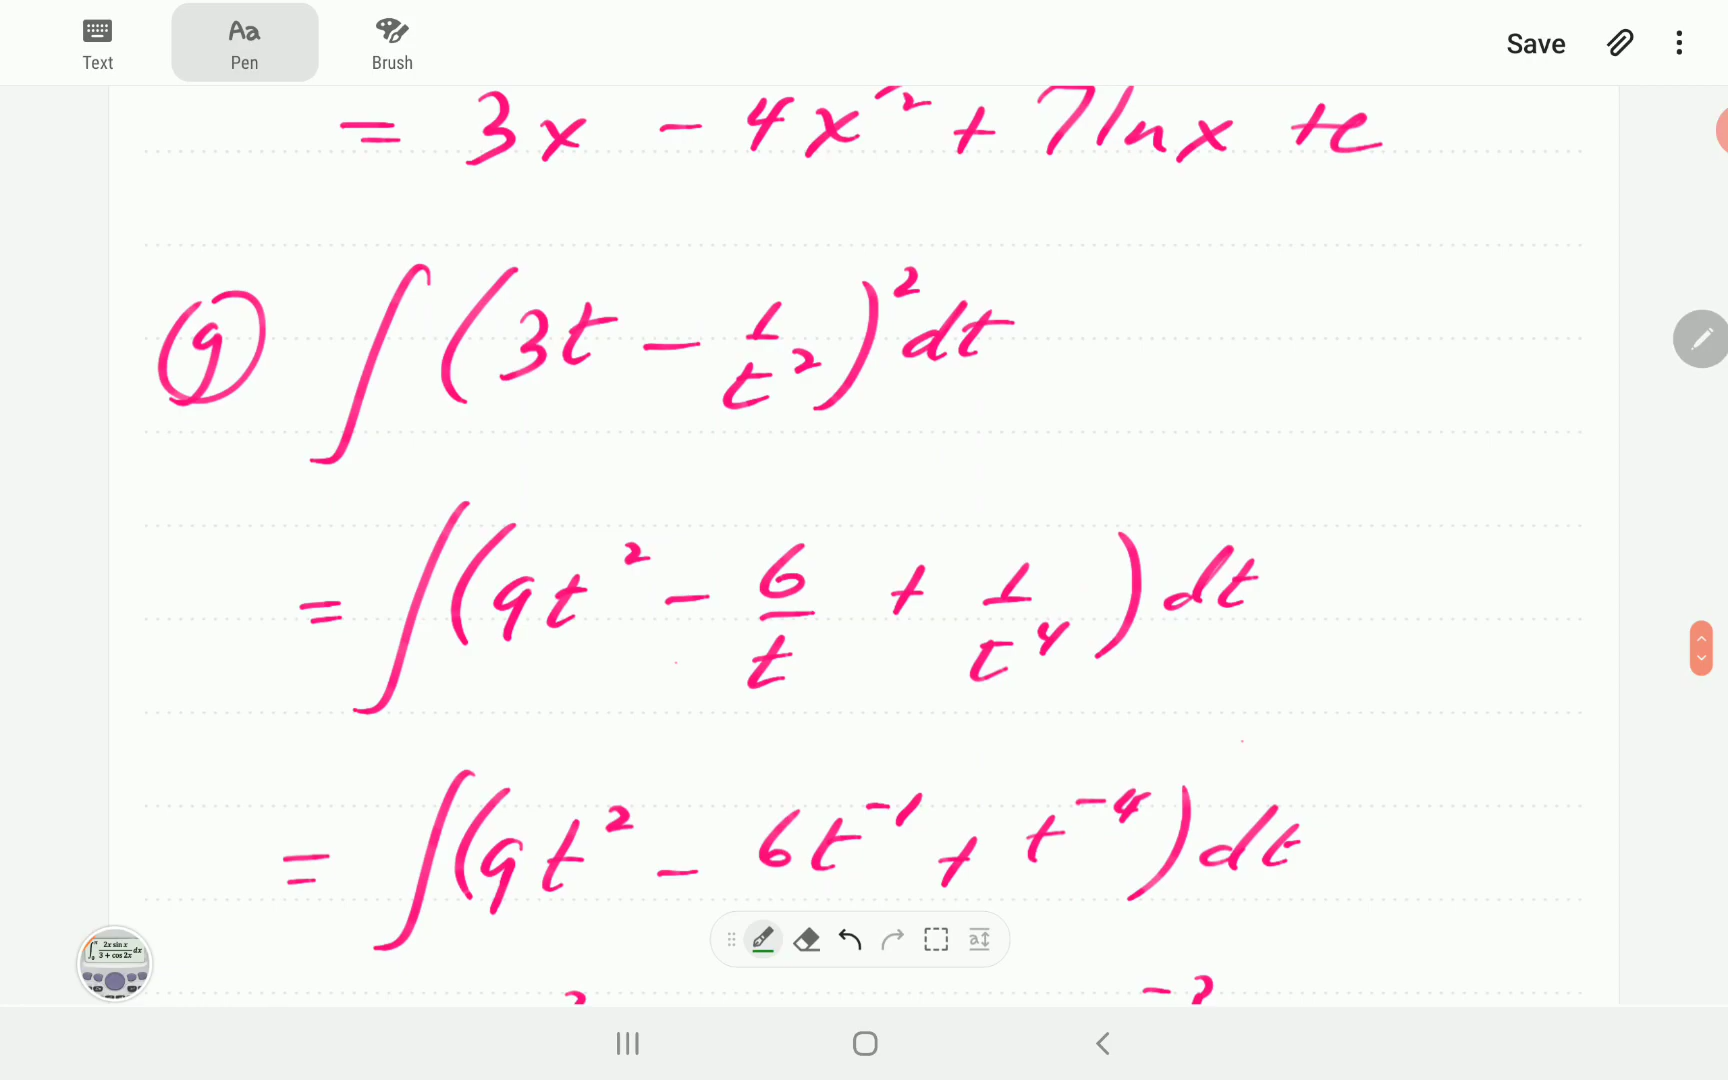 Text Pen Brush Save
= 3x - 4x⁻² + 7lnx + c
⑨ ∫(3t - 1/t²)² dt
= ∫(9t² - 6/t + 1/t⁴) dt
= ∫(9t² - 6t⁻¹ + t⁻⁴) dt